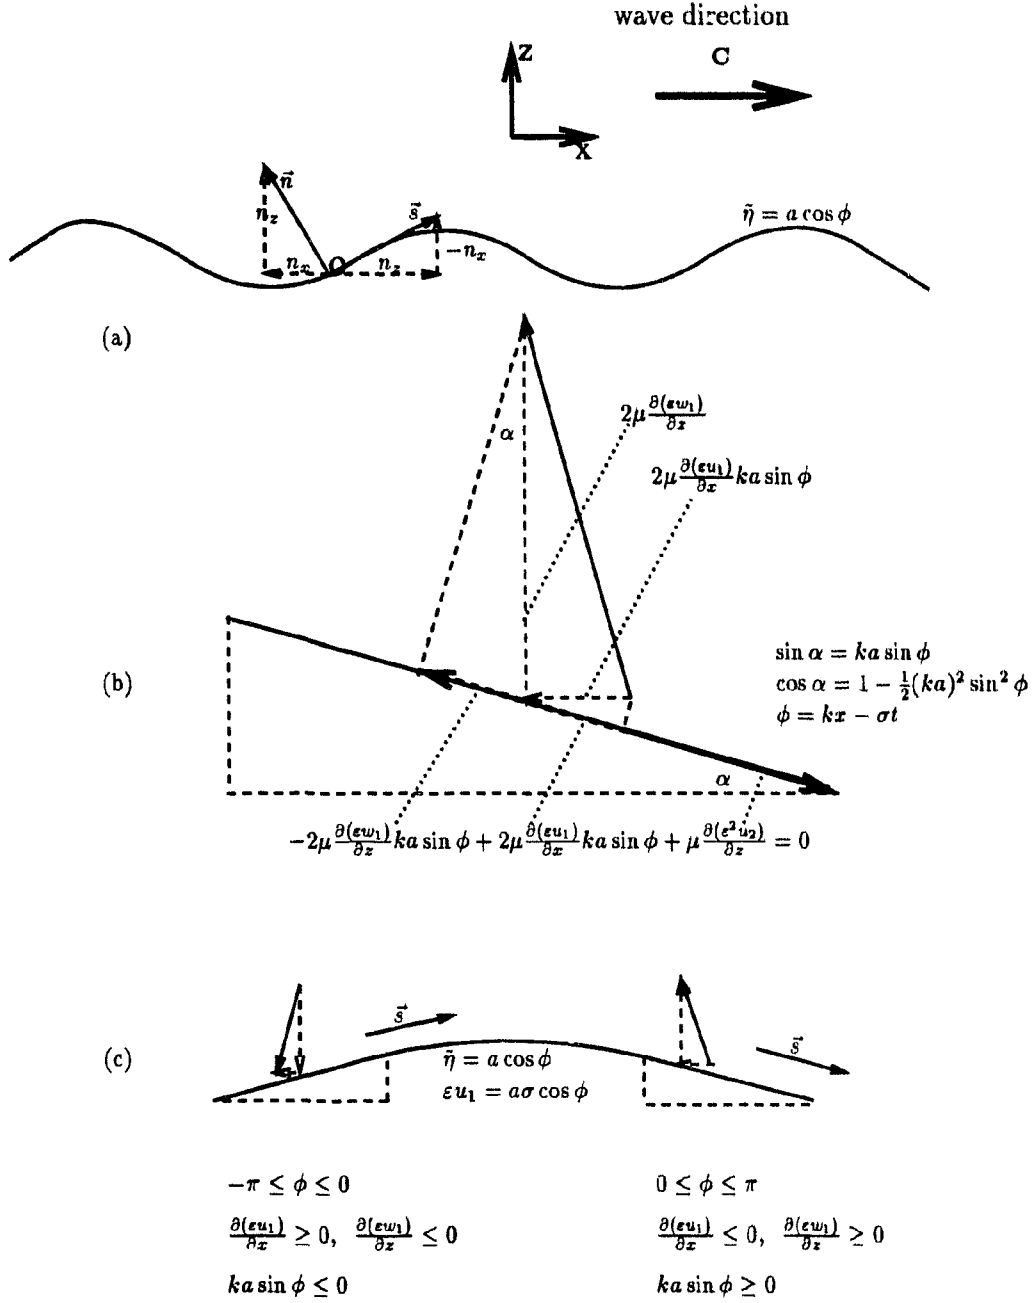 wave direction
Z
C
X
n⃗
n_z
s⃗
η̃ = a cos ϕ
−n_x
n_x
O
n_z
(a)
2μ ∂(εw₁)/∂z
α
2μ ∂(εu₁)/∂x ka sin ϕ
sin α = ka sin ϕ
(b)
cos α = 1 − ½(ka)² sin² ϕ
ϕ = kx − σt
α
−2μ ∂(εw₁)/∂z ka sin ϕ + 2μ ∂(εu₁)/∂x ka sin ϕ + μ ∂(ε²u₂)/∂z = 0
s⃗
s⃗
(c)
η̃ = a cos ϕ
εu₁ = aσ cos ϕ
−π ≤ ϕ ≤ 0
0 ≤ ϕ ≤ π
∂(εu₁)/∂x ≥ 0, ∂(εw₁)/∂z ≤ 0
∂(εu₁)/∂x ≤ 0, ∂(εw₁)/∂z ≥ 0
ka sin ϕ ≤ 0
ka sin ϕ ≥ 0